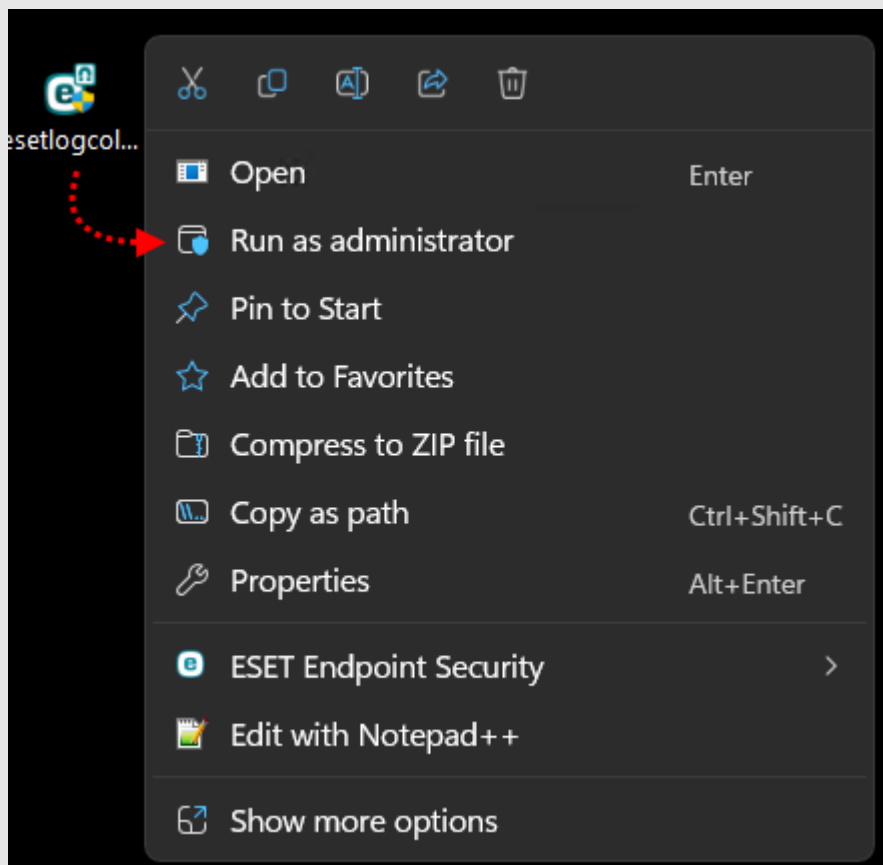 esetlogcol...
Open Enter
Run as administrator
Pin to Start
Add to Favorites
Compress to ZIP file
Copy as path Ctrl+Shift+C
Properties Alt+Enter
ESET Endpoint Security
Edit with Notepad++
Show more options